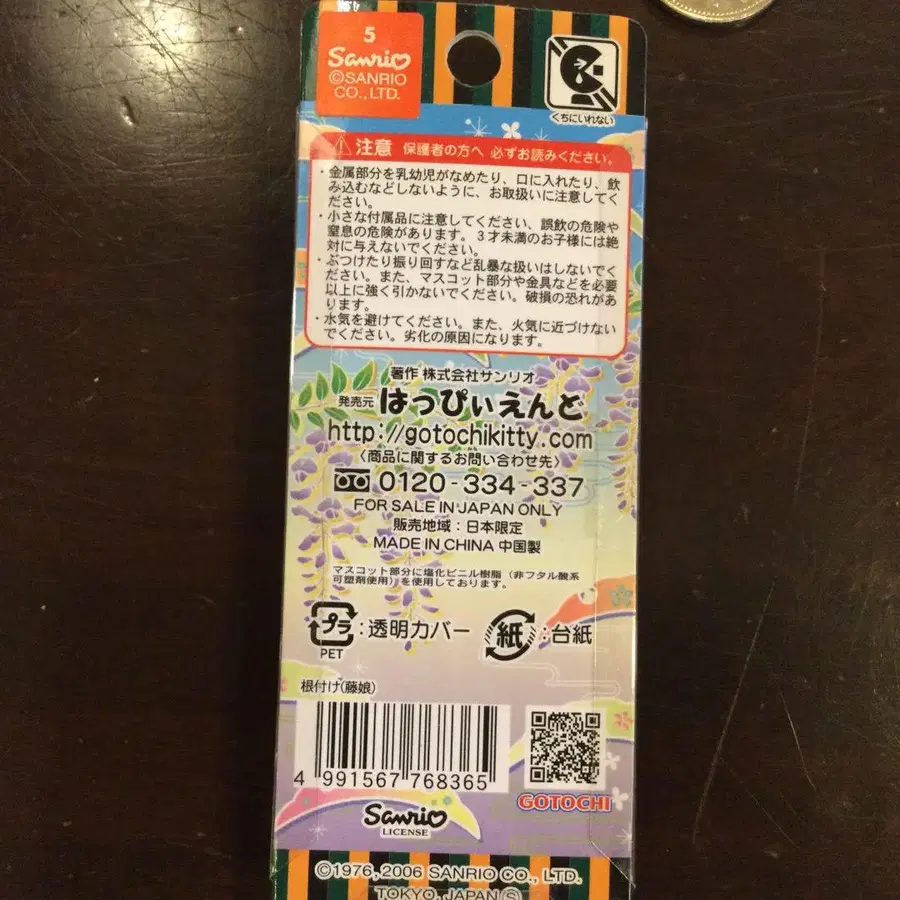 5
Sanrio
©SANRIO
CO., LTD.
くちにいれない
注意 保護者の方へ 必ずお読みください。
・金属部分を乳幼児がなめたり、口に入れたり、飲
み込むなどしないように、お取扱いに注意してく
ださい。
・小さな付属品に注意してください、誤飲の危険や
窒息の危険があります。3才未満のお子様には絶
対に与えないでください。
・ぶつけたり振り回すなど乱暴な扱いはしないでく
ださい。また、マスコット部分や金具などを必要
以上に強く引かないでください。破損の恐れがあ
ります。
・水気を避けてください。また、火気に近づけない
でください。劣化の原因になります。
著作 株式会社サンリオ
発売元 はっぴぃえんど
http://gotochikitty.com
〈商品に関するお問い合わせ先〉
0120-334-337
FOR SALE IN JAPAN ONLY
販売地域：日本限定
MADE IN CHINA 中国製
マスコット部分に塩化ビニル樹脂（非フタル酸系
可塑剤使用）を使用しております。
プラ：透明カバー 紙：台紙
PET
根付け(藤娘)
4 991567 768365
GOTOCHI
Sanrio
LICENSE
©1976, 2006 SANRIO CO., LTD.
TOKYO, JAPAN Ⓢ